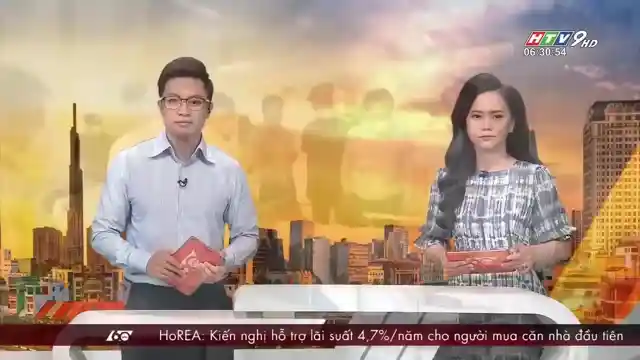 HTV9HD
06:30:54
60
HoREA: Kiến nghị hỗ trợ lãi suất 4,7%/năm cho người mua căn nhà đầu tiên